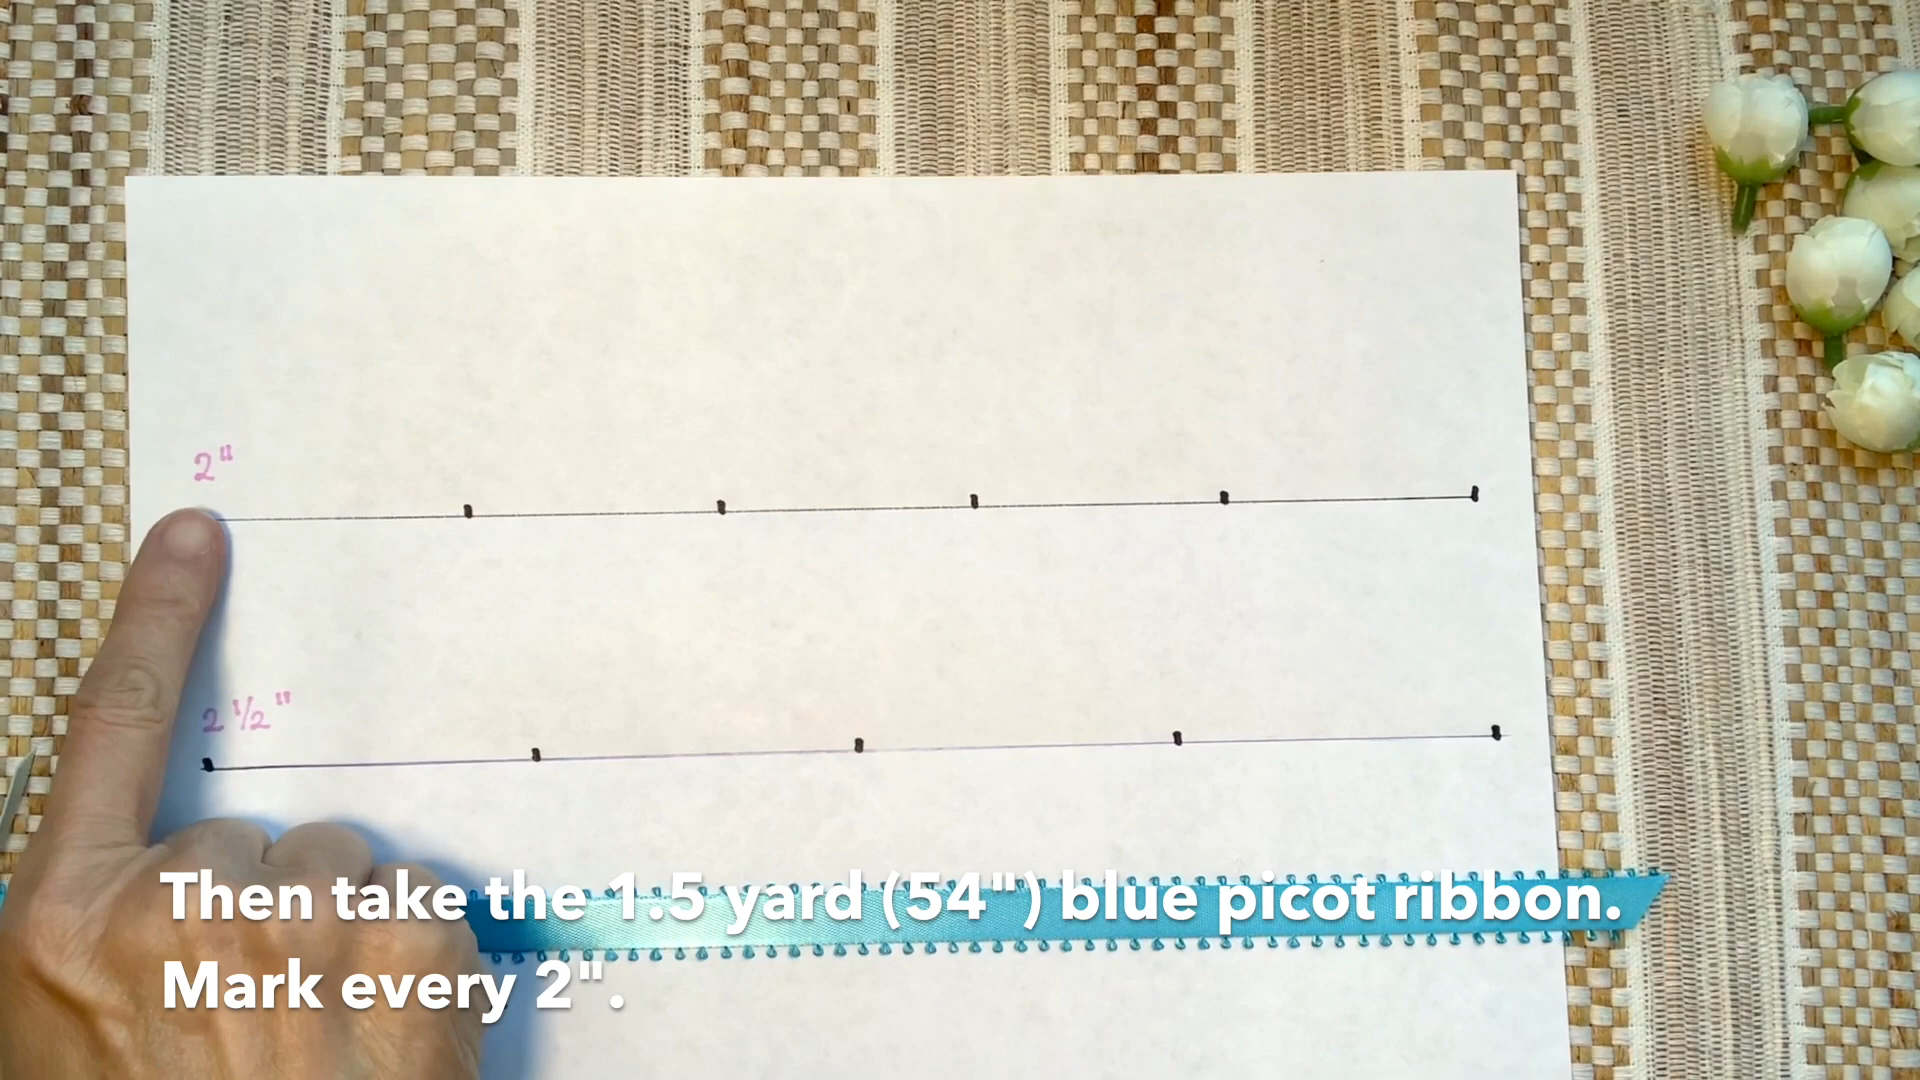 2"
2 1/2"
Then take the 1.5 yard (54") blue picot ribbon.
Mark every 2".